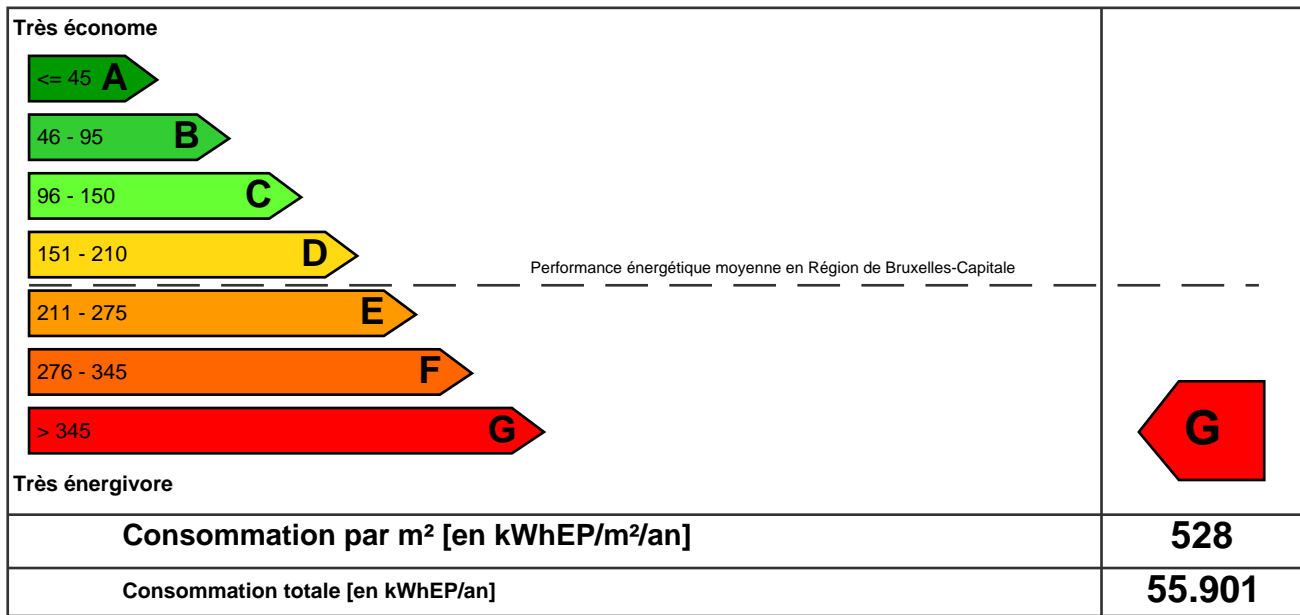 Très économe
<= 45 A
46 - 95 B
96 - 150 C
151 - 210 D
Performance énergétique moyenne en Région de Bruxelles-Capitale
211 - 275 E
276 - 345 F
> 345 G
G
Très énergivore
Consommation par m² [en kWhEP/m²/an] 528
Consommation totale [en kWhEP/an] 55.901